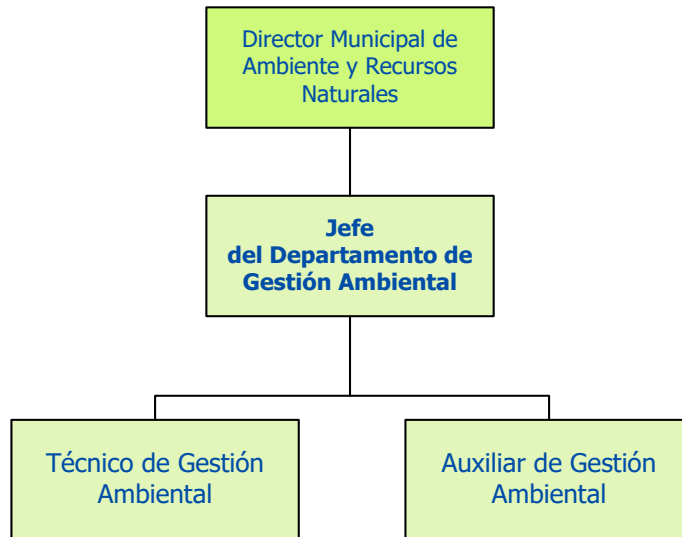 Director Municipal de
Ambiente y Recursos
Naturales
Jefe
del Departamento de
Gestión Ambiental
Técnico de Gestión
Ambiental
Auxiliar de Gestión
Ambiental